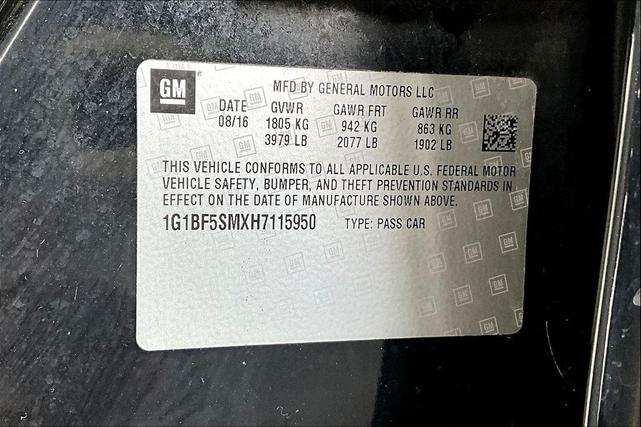 GM
MFD BY GENERAL MOTORS LLC
DATE GVWR GAWR FRT GAWR RR
08/16 1805 KG 942 KG 863 KG
3979 LB 2077 LB 1902 LB
THIS VEHICLE CONFORMS TO ALL APPLICABLE U.S. FEDERAL MOTOR
VEHICLE SAFETY, BUMPER, AND THEFT PREVENTION STANDARDS IN
EFFECT ON THE DATE OF MANUFACTURE SHOWN ABOVE.
1G1BF5SMXH7115950 TYPE: PASS CAR